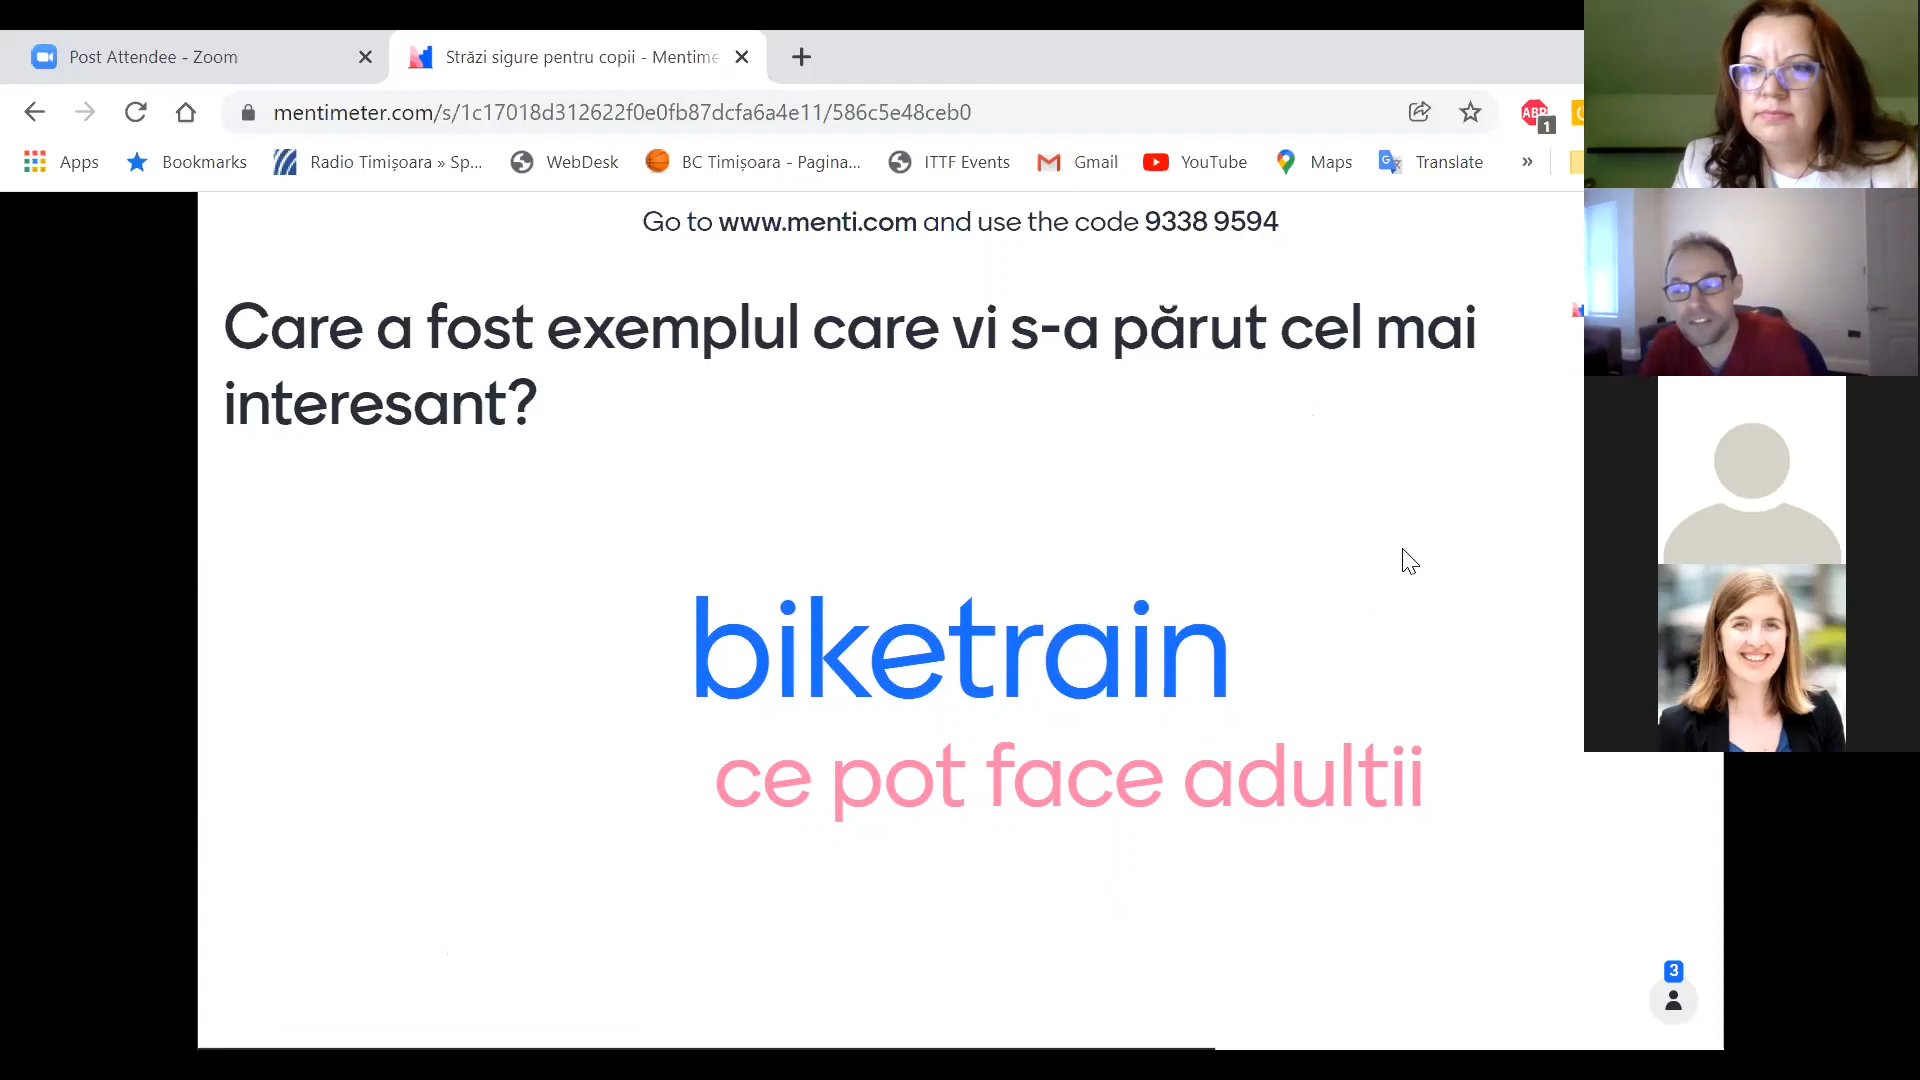 Post Attendee - Zoom
Străzi sigure pentru copii - Mentime
mentimeter.com/s/1c17018d312622f0e0fb87dcfa6a4e11/586c5e48ceb0
ABP
1
Apps
Bookmarks
Radio Timișoara » Sp...
WebDesk
BC Timișoara - Pagina...
ITTF Events
Gmail
YouTube
Maps
Translate
»
Go to www.menti.com and use the code 9338 9594
Care a fost exemplul care vi s-a părut cel mai
interesant?
biketrain
ce pot face adultii
3